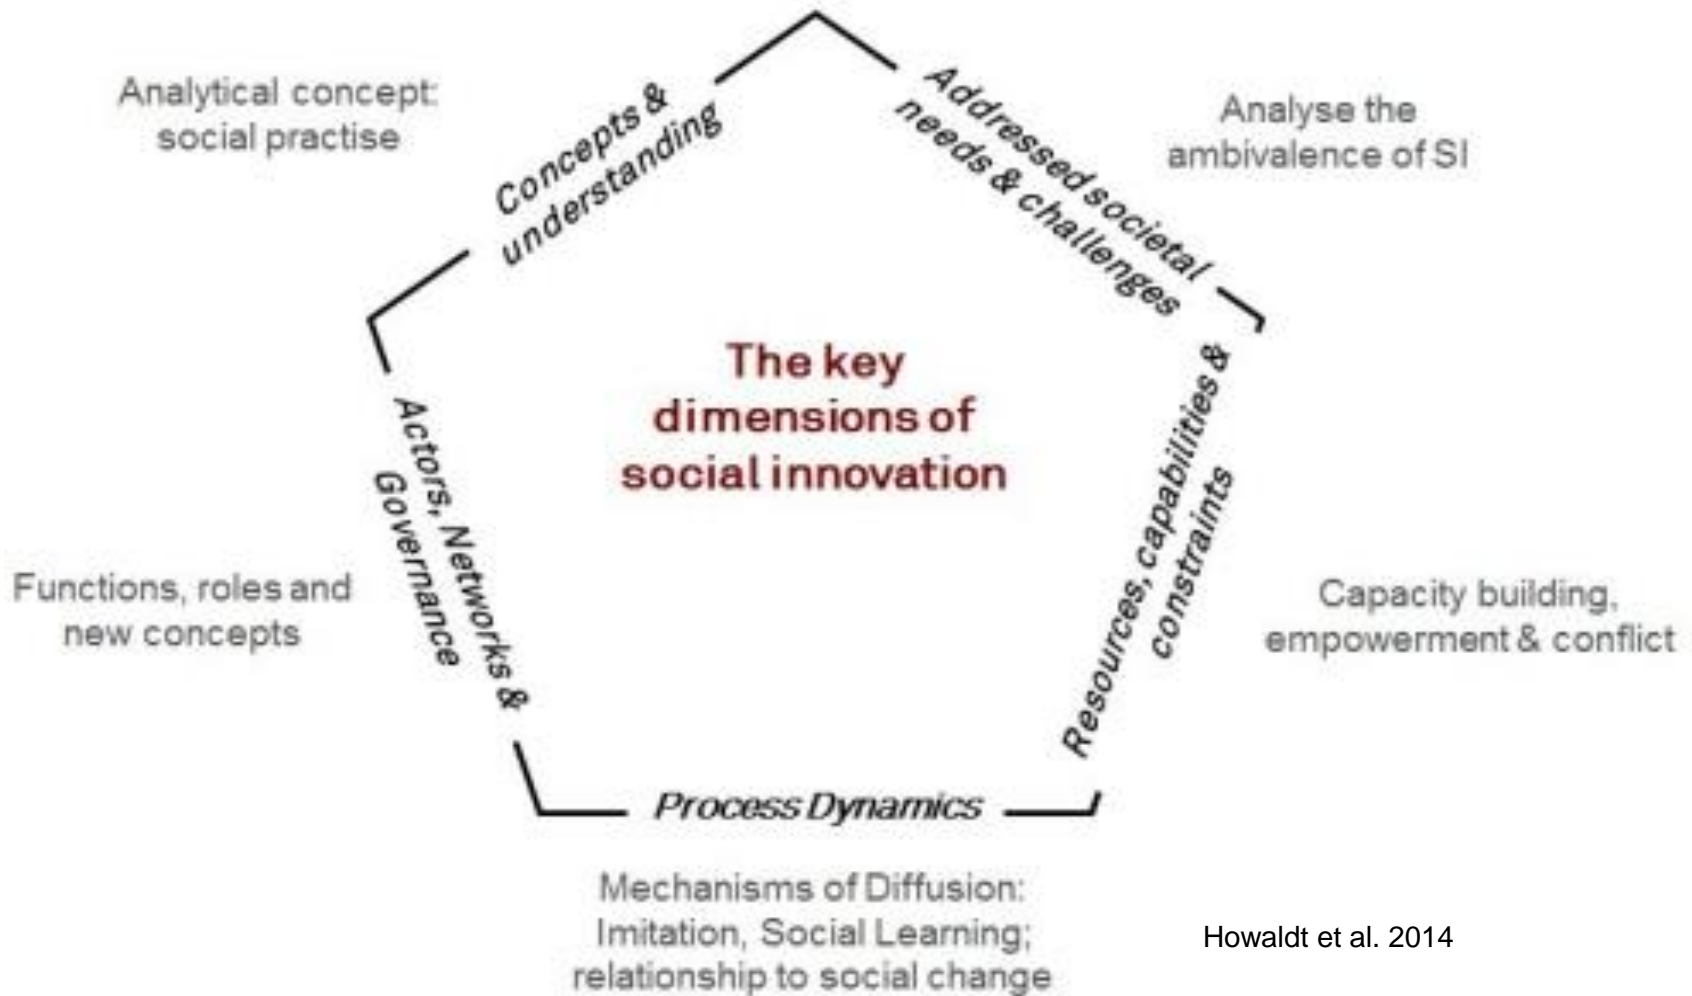 Analytical concept:
social practise
Concepts &
understanding
Addressed societal
needs & challenges
Analyse the
ambivalence of SI
The key
dimensions of
social innovation
Actors, Networks &
Governance
Functions, roles and
new concepts
Resources, capabilities &
constraints
Capacity building,
empowerment & conflict
Process Dynamics
Mechanisms of Diffusion:
Imitation, Social Learning;
relationship to social change
Howaldt et al. 2014